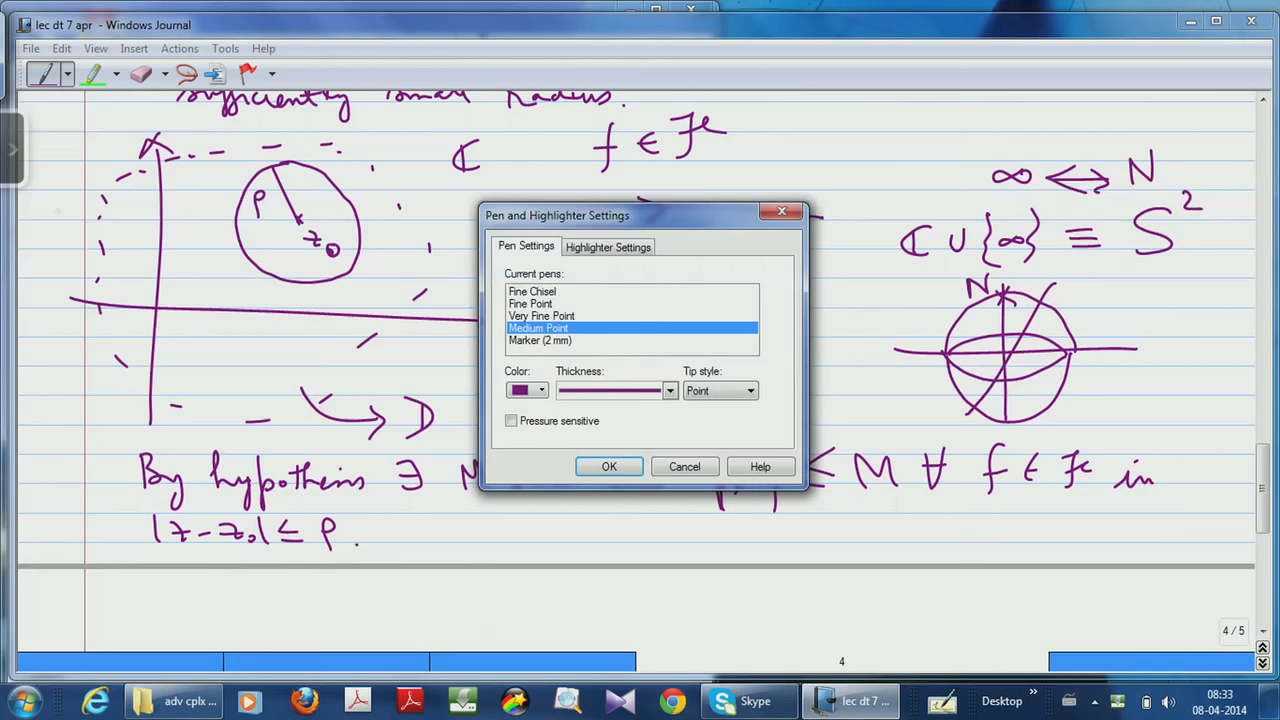 lec dt 7 apr - Windows Journal
File Edit View Insert Actions Tools Help
sufficiently small radius.
ℂ f ∈ ℱ
ρ
z₀
∞ ⟷ N
ℂ ∪ {∞} ≡ S²
N
D
Pen and Highlighter Settings
Pen Settings Highlighter Settings
Current pens:
Fine Chisel
Fine Point
Very Fine Point
Medium Point
Marker (2 mm)
Color: Thickness: Tip style:
Point
Pressure sensitive
OK Cancel Help
By hypothesis ∃ M ≤ M ∀ f ∈ ℱ in
|z - z₀| ≤ ρ.
4 / 5
4
adv cplx ...
Skype
lec dt 7 ...
Desktop
08:33
08-04-2014